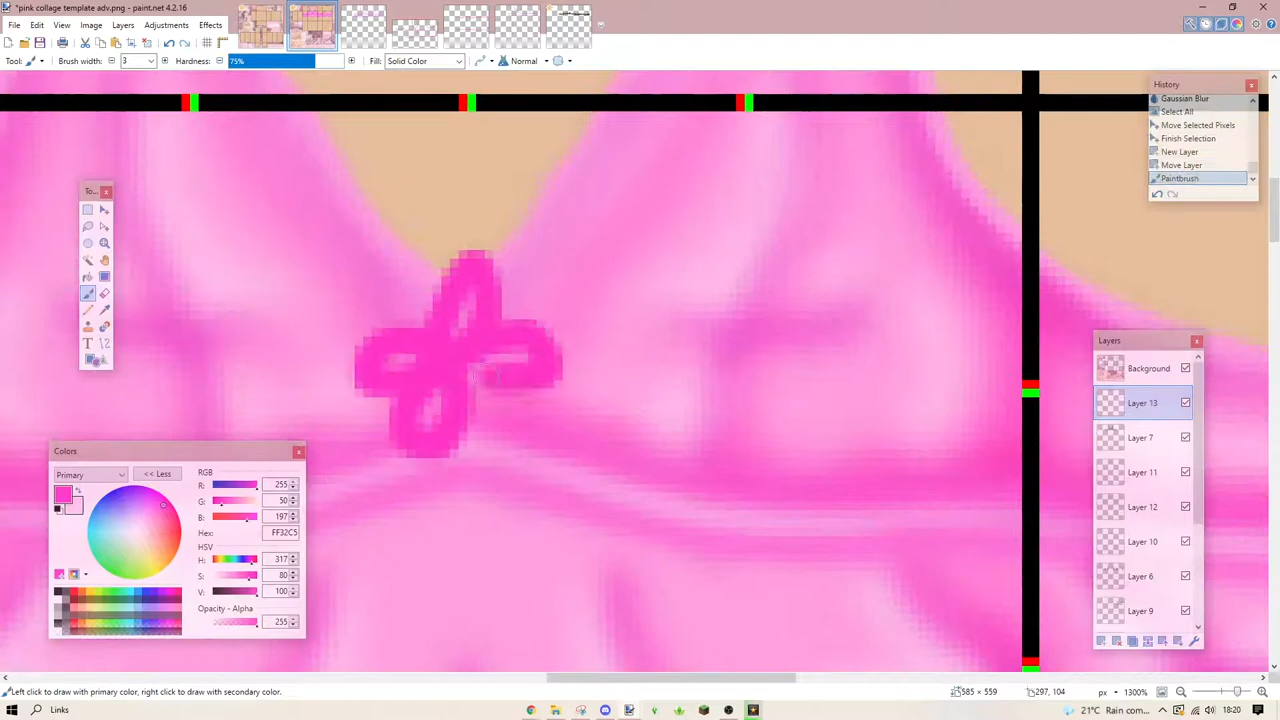 *pink collage template adv.png - paint.net 4.2.16
File Edit View Image Layers Adjustments Effects
Tool: Brush width: 3 Hardness: 75% Fill: Solid Color Normal
History
Gaussian Blur
Select All
Move Selected Pixels
Finish Selection
New Layer
Move Layer
Paintbrush
To...
Layers
Background
Layer 13
Layer 7
Layer 11
Layer 12
Layer 10
Layer 6
Layer 9
Colors
Primary << Less RGB
R: 255
G: 50
B: 197
Hex: FF32C5
HSV
H: 317
S: 80
V: 100
Opacity - Alpha
255
Left click to draw with primary color, right click to draw with secondary color. 585 × 559 297, 104 px 1300%
Links 21°C Rain com... 18:20